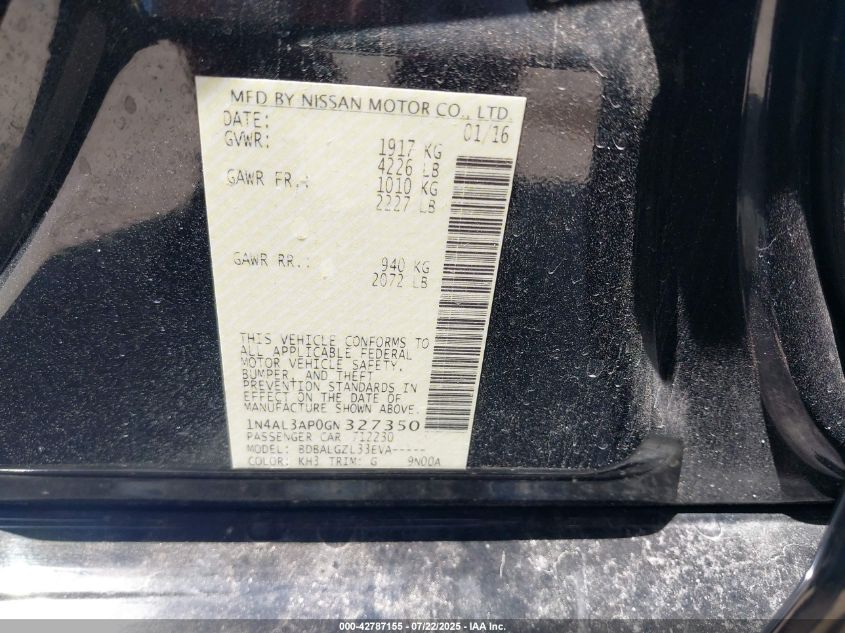 MFD BY NISSAN MOTOR CO., LTD.
DATE: 01/16
GVWR: 1917 KG
4226 LB
GAWR FR.: 1010 KG
2227 LB
GAWR RR.: 940 KG
2072 LB
THIS VEHICLE CONFORMS TO
ALL APPLICABLE FEDERAL
MOTOR VEHICLE SAFETY,
BUMPER, AND THEFT
PREVENTION STANDARDS IN
EFFECT ON THE DATE OF
MANUFACTURE SHOWN ABOVE.
1N4AL3AP0GN327350
PASSENGER CAR 712230
MODEL: BDBALGZL33EVA-----
COLOR: KH3 TRIM: G 9N00A
000-42787155 - 07/22/2025 - IAA Inc.